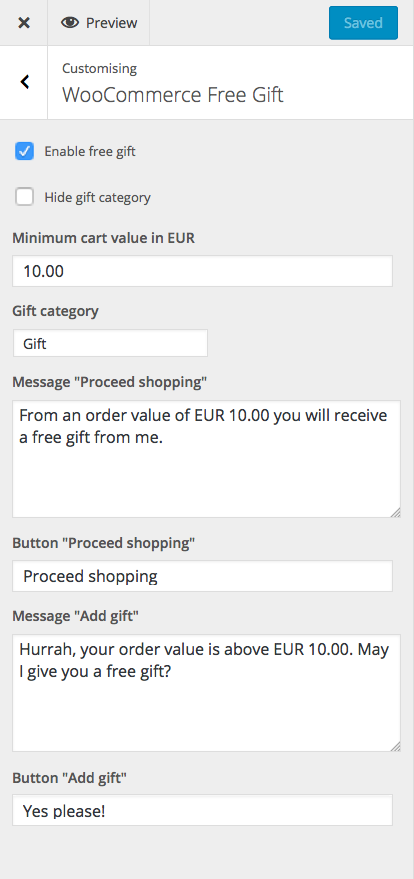 Preview
Saved
Customising
WooCommerce Free Gift
Enable free gift
Hide gift category
Minimum cart value in EUR
10.00
Gift category
Gift
Message "Proceed shopping"
From an order value of EUR 10.00 you will receive
a free gift from me.
Button "Proceed shopping"
Proceed shopping
Message "Add gift"
Hurrah, your order value is above EUR 10.00. May
I give you a free gift?
Button "Add gift"
Yes please!